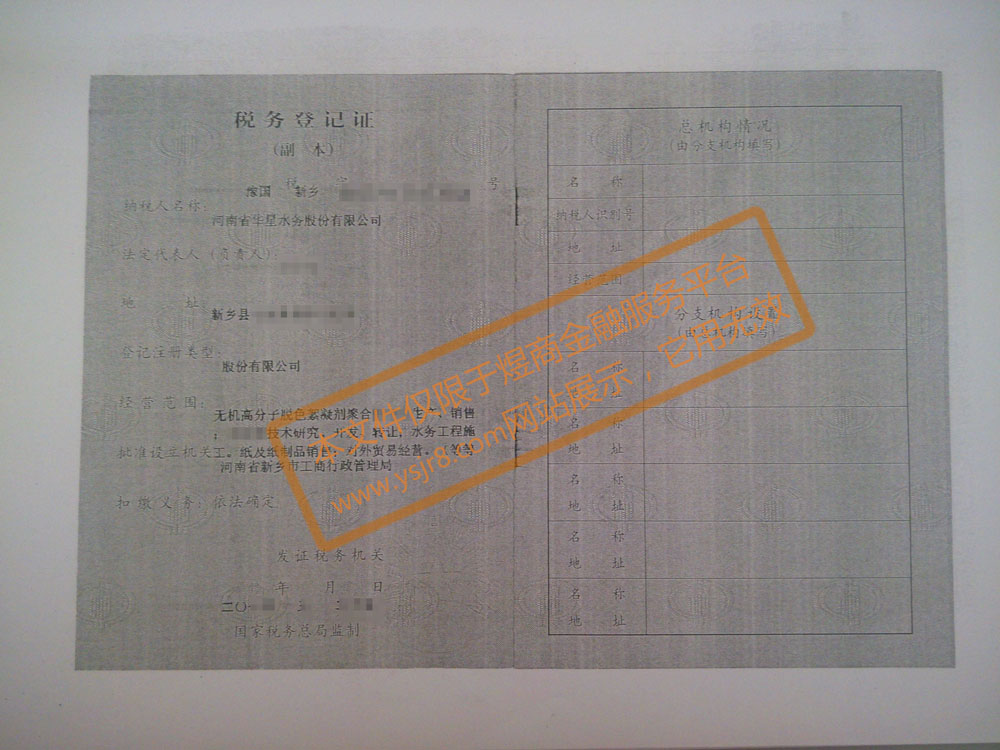 税务登记证
(副 本)
税 字 号
豫国 新乡
纳税人名称:
河南省华星水务股份有限公司
法定代表人(负责人):
地 址:
新乡县
登记注册类型:
股份有限公司
经营范围:
无机高分子脱色絮凝剂聚合 生产、销售
; 技术研究、开发、转让,水务工程施
工。纸及纸制品销售;对外贸易经营。
批准设立机关
河南省新乡市工商行政管理局
扣缴义务:依法确定
发证税务机关
年 月 日
二〇
国家税务总局监制
总机构情况
(由分支机构填写)
名 称
纳税人识别号
地 址
经营范围
分支机构设置
(由总机构填写)
名 称
地 址
名 称
地 址
名 称
地 址
名 称
地 址
名 称
地 址
本文件仅限于煜商金融服务平台
www.ysjr8.com网站展示,它用无效